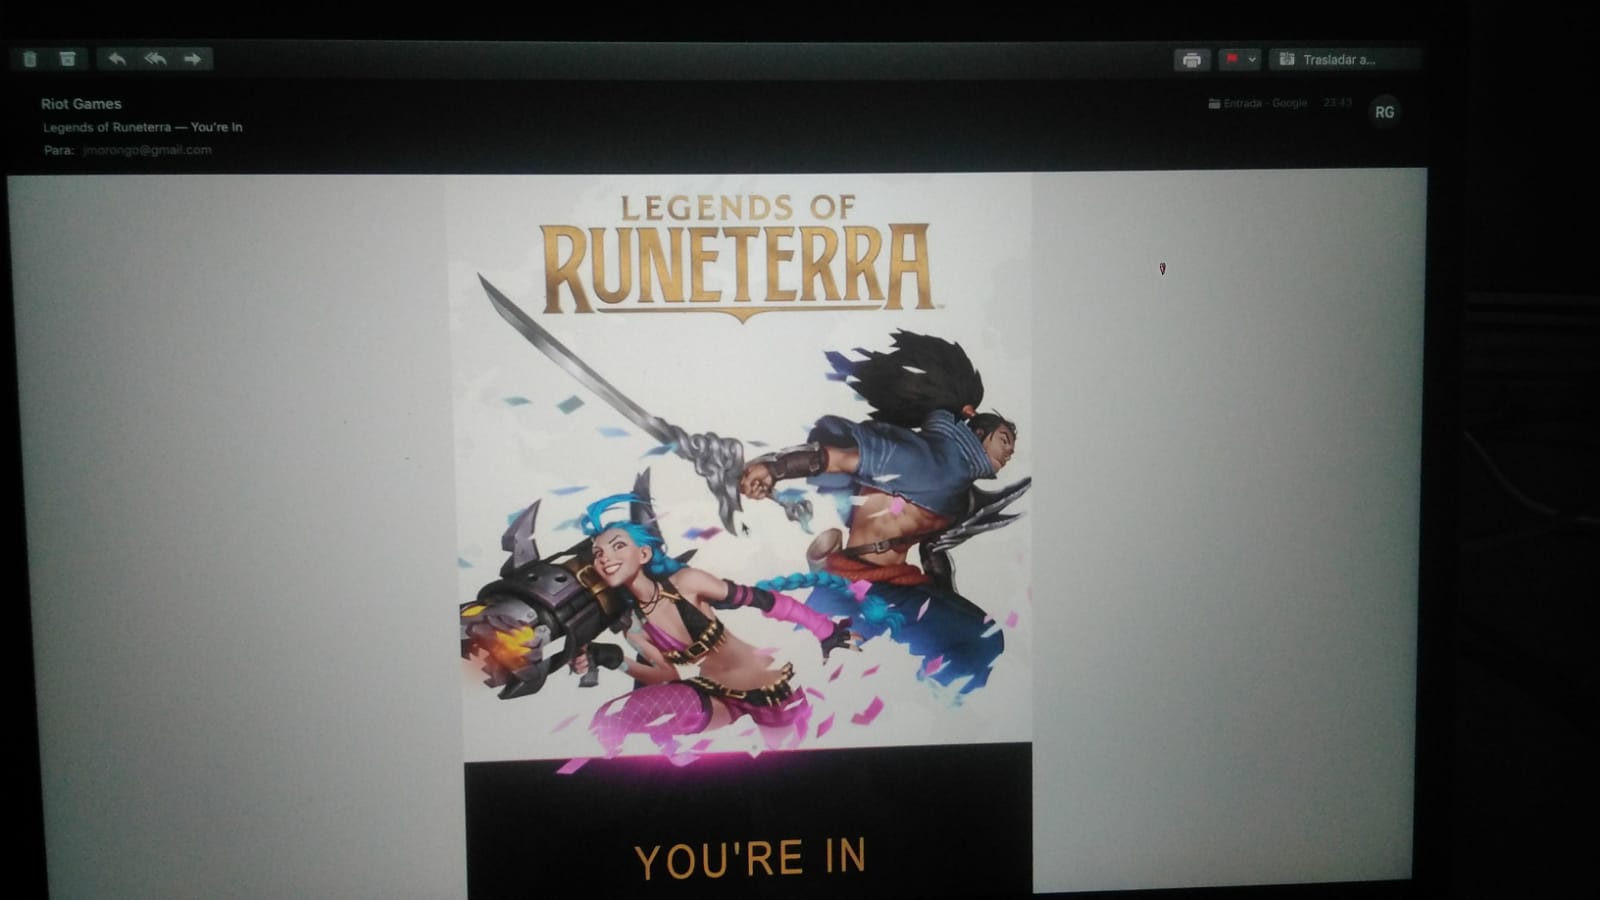 Trasladar a...
Riot Games
Entrada - Google 23:43
RG
Legends of Runeterra — You're In
Para: jmorongo@gmail.com
LEGENDS OF
RUNETERRA
YOU'RE IN